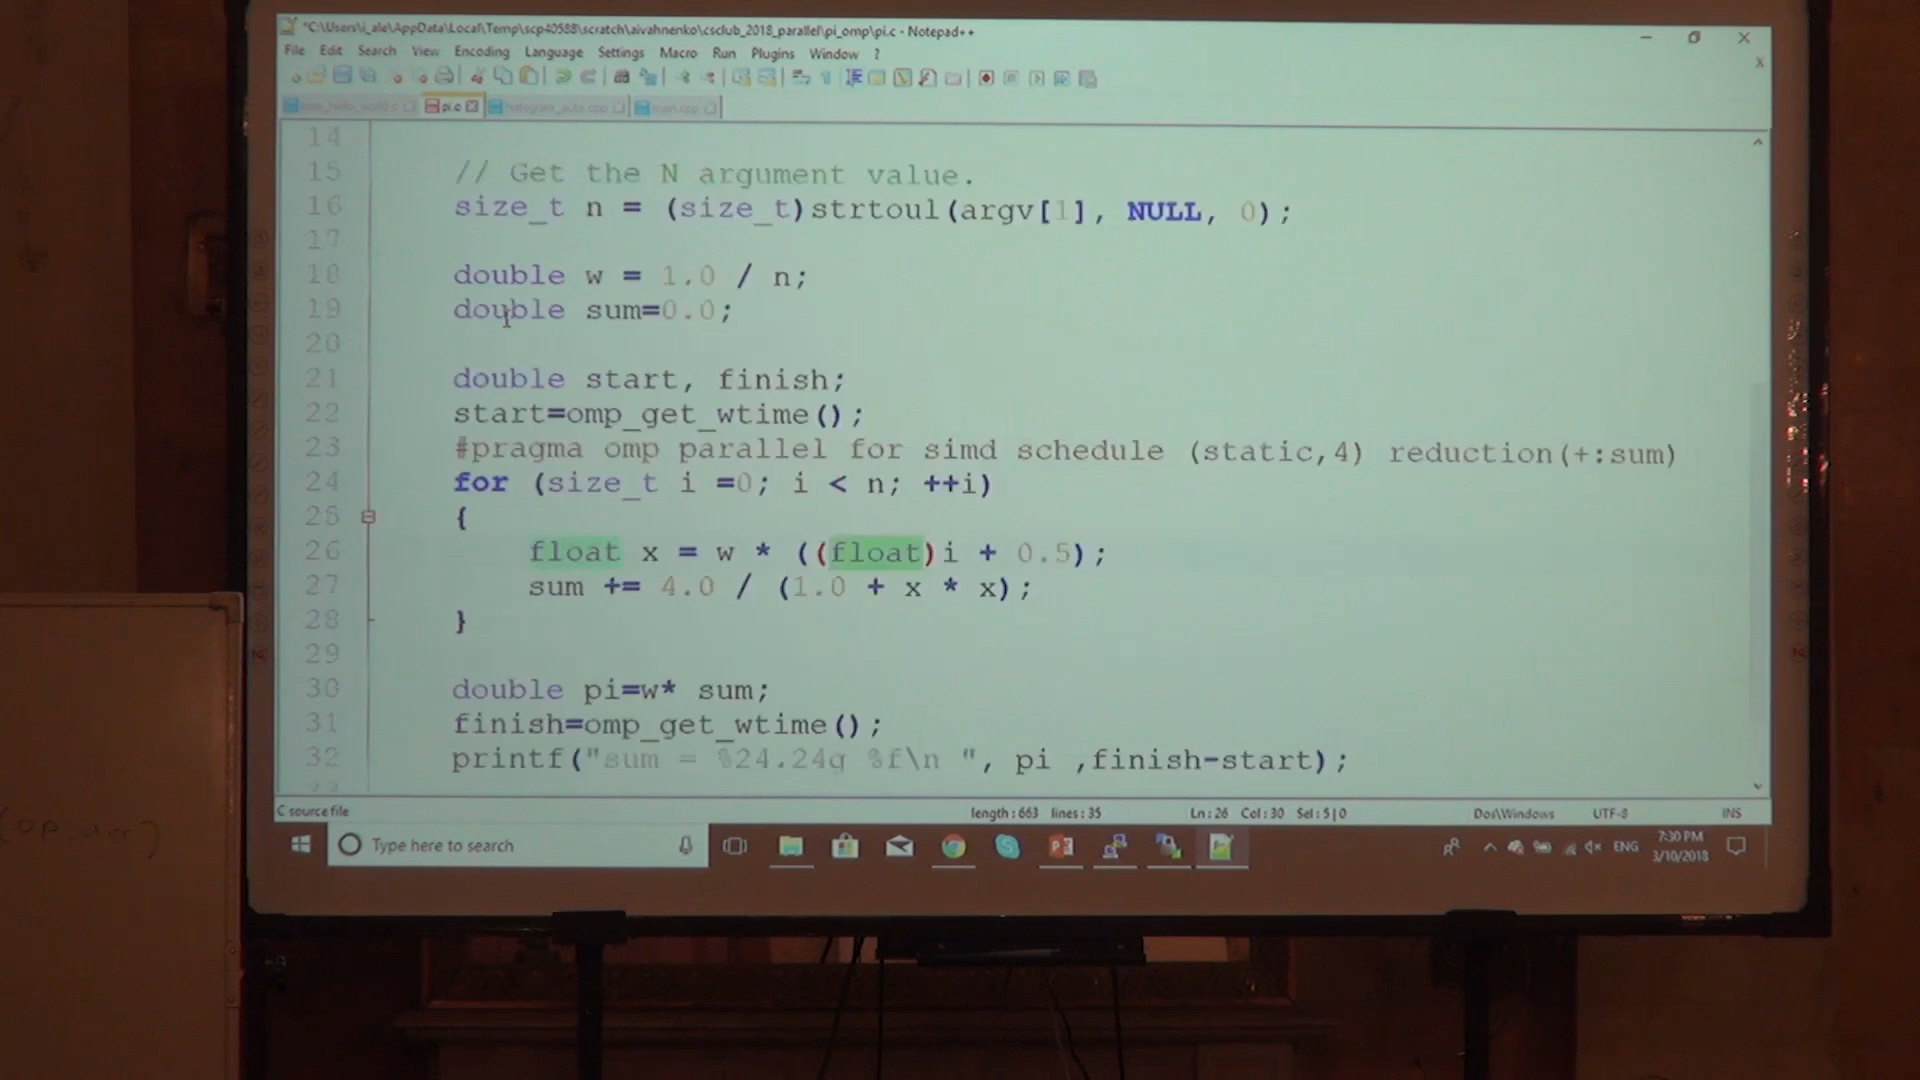 *C:\Users\i_ale\AppData\Local\Temp\scp40588\scratch\aivahnenko\csclub_2018_parallel\pi_omp\pi.c - Notepad++
File Edit Search View Encoding Language Settings Macro Run Plugins Window ?
pi.c histogram_auto.cpp main.cpp
14
15 // Get the N argument value.
16 size_t n = (size_t)strtoul(argv[1], NULL, 0);
17
18 double w = 1.0 / n;
19 double sum=0.0;
20
21 double start, finish;
22 start=omp_get_wtime();
23 #pragma omp parallel for simd schedule (static,4) reduction(+:sum)
24 for (size_t i =0; i < n; ++i)
25 {
26 float x = w * ((float)i + 0.5);
27 sum += 4.0 / (1.0 + x * x);
28 }
29
30 double pi=w* sum;
31 finish=omp_get_wtime();
32 printf("sum = %24.24g %f\n ", pi ,finish-start);
C source file length : 663 lines : 35 Ln : 26 Col : 30 Sel : 5 | 0 Dos\Windows UTF-8 INS
Type here to search ENG 7:30 PM
3/10/2018